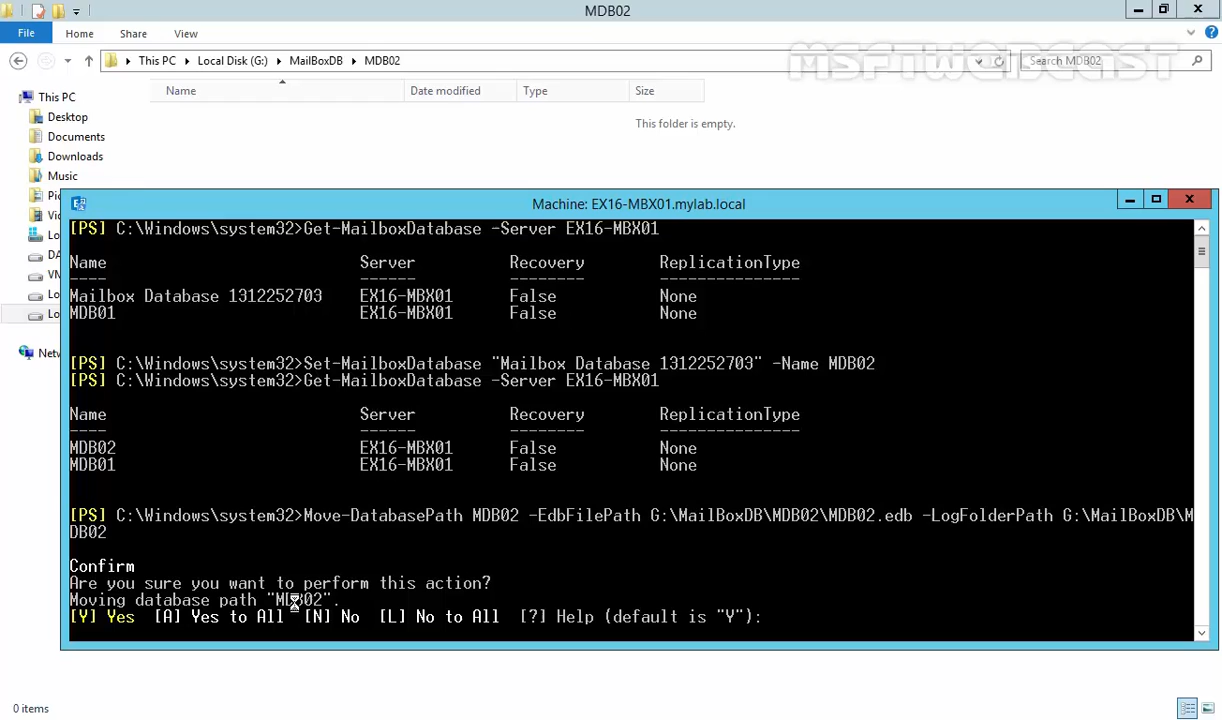 MDB02
File Home Share View
This PC Local Disk (G:) MailBoxDB MDB02 Search MDB02
MSFTWEBCAST
Name Date modified Type Size
This folder is empty.
This PC
Desktop
Documents
Downloads
Music
Machine: EX16-MBX01.mylab.local
[PS] C:\Windows\system32>Get-MailboxDatabase -Server EX16-MBX01
Name Server Recovery ReplicationType
---- ------ -------- ---------------
Mailbox Database 1312252703 EX16-MBX01 False None
MDB01 EX16-MBX01 False None
[PS] C:\Windows\system32>Set-MailboxDatabase "Mailbox Database 1312252703" -Name MDB02
[PS] C:\Windows\system32>Get-MailboxDatabase -Server EX16-MBX01
Name Server Recovery ReplicationType
---- ------ -------- ---------------
MDB02 EX16-MBX01 False None
MDB01 EX16-MBX01 False None
[PS] C:\Windows\system32>Move-DatabasePath MDB02 -EdbFilePath G:\MailBoxDB\MDB02\MDB02.edb -LogFolderPath G:\MailBoxDB\M
DB02
Confirm
Are you sure you want to perform this action?
Moving database path "MDB02".
[Y] Yes [A] Yes to All [N] No [L] No to All [?] Help (default is "Y"):
0 items